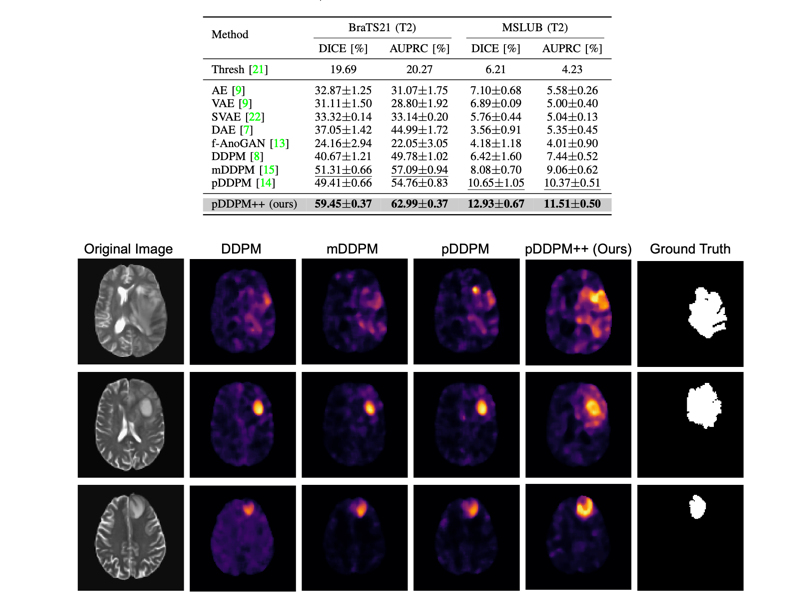 Method BraTS21 (T2) MSLUB (T2)
DICE [%] AUPRC [%] DICE [%] AUPRC [%]
Thresh [21] 19.69 20.27 6.21 4.23
AE [9] 32.87±1.25 31.07±1.75 7.10±0.68 5.58±0.26
VAE [9] 31.11±1.50 28.80±1.92 6.89±0.09 5.00±0.40
SVAE [22] 33.32±0.14 33.14±0.20 5.76±0.44 5.04±0.13
DAE [7] 37.05±1.42 44.99±1.72 3.56±0.91 5.35±0.45
f-AnoGAN [13] 24.16±2.94 22.05±3.05 4.18±1.18 4.01±0.90
DDPM [8] 40.67±1.21 49.78±1.02 6.42±1.60 7.44±0.52
mDDPM [15] 51.31±0.66 57.09±0.94 8.08±0.70 9.06±0.62
pDDPM [14] 49.41±0.66 54.76±0.83 10.65±1.05 10.37±0.51
pDDPM++ (ours) 59.45±0.37 62.99±0.37 12.93±0.67 11.51±0.50
Original Image DDPM mDDPM pDDPM pDDPM++ (Ours) Ground Truth